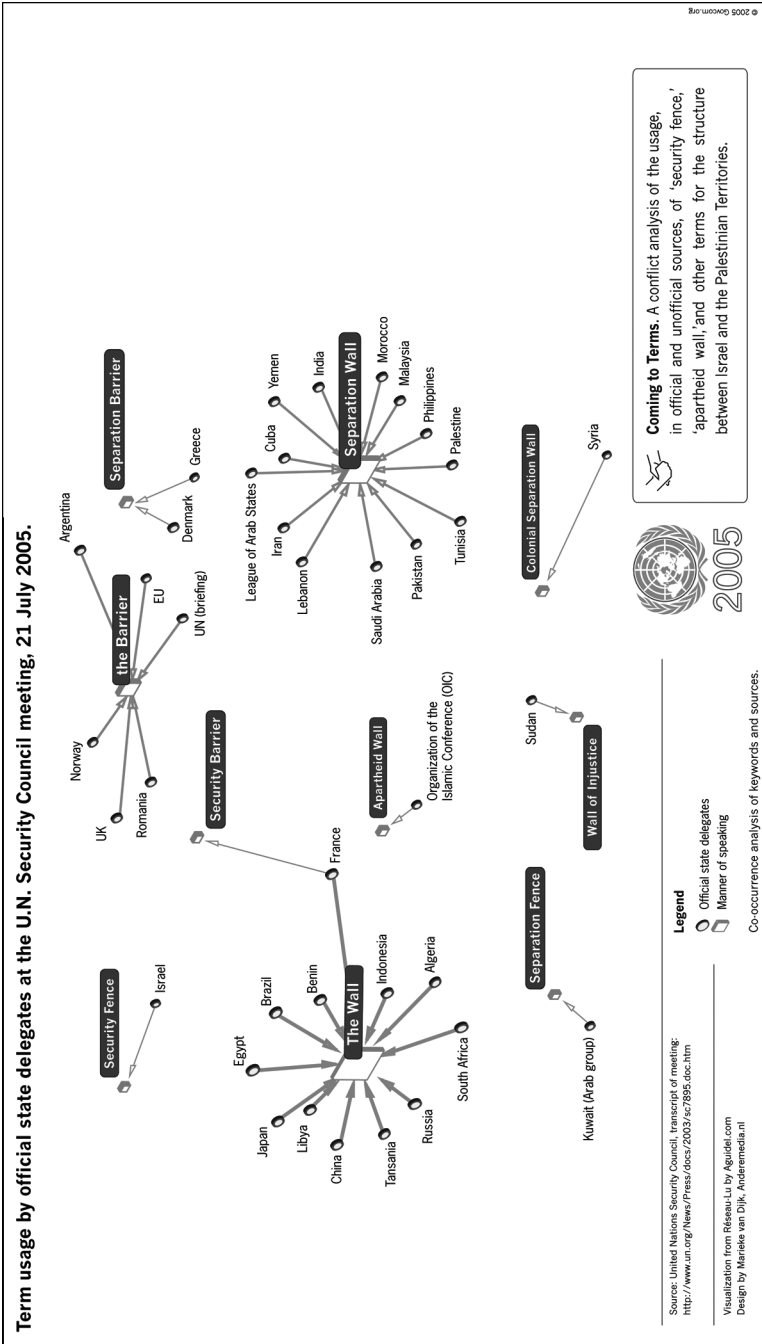 Term usage by official state delegates at the U.N. Security Council meeting, 21 July 2005.
Security Fence
Israel
Security Barrier
the Barrier
Norway
UK
Romania
Argentina
EU
UN (briefing)
Separation Barrier
Denmark
Greece
The Wall
Egypt
Brazil
Benin
France
Indonesia
Algeria
South Africa
Russia
Tansania
China
Libya
Japan
Apartheid Wall
Organization of the
Islamic Conference (OIC)
Separation Wall
League of Arab States
Cuba
Yemen
India
Morocco
Malaysia
Philippines
Palestine
Tunisia
Pakistan
Saudi Arabia
Lebanon
Iran
Separation Fence
Kuwait (Arab group)
Wall of Injustice
Sudan
Colonial Separation Wall
Syria
Source: United Nations Security Council, transcript of meeting:
http://www.un.org/News/Press/docs/2003/sc7895.doc.htm
Visualization from Réseau-Lu by Aguidel.com
Design by Marieke van Dijk, Anderemedia.nl
Legend
Official state delegates
Manner of speaking
Co-occurrence analysis of keywords and sources.
2005
Coming to Terms. A conflict analysis of the usage,
in official and unofficial sources, of ‘security fence,’
‘apartheid wall,’and other terms for the structure
between Israel and the Palestinian Territories.
© 2005 Govcom.org